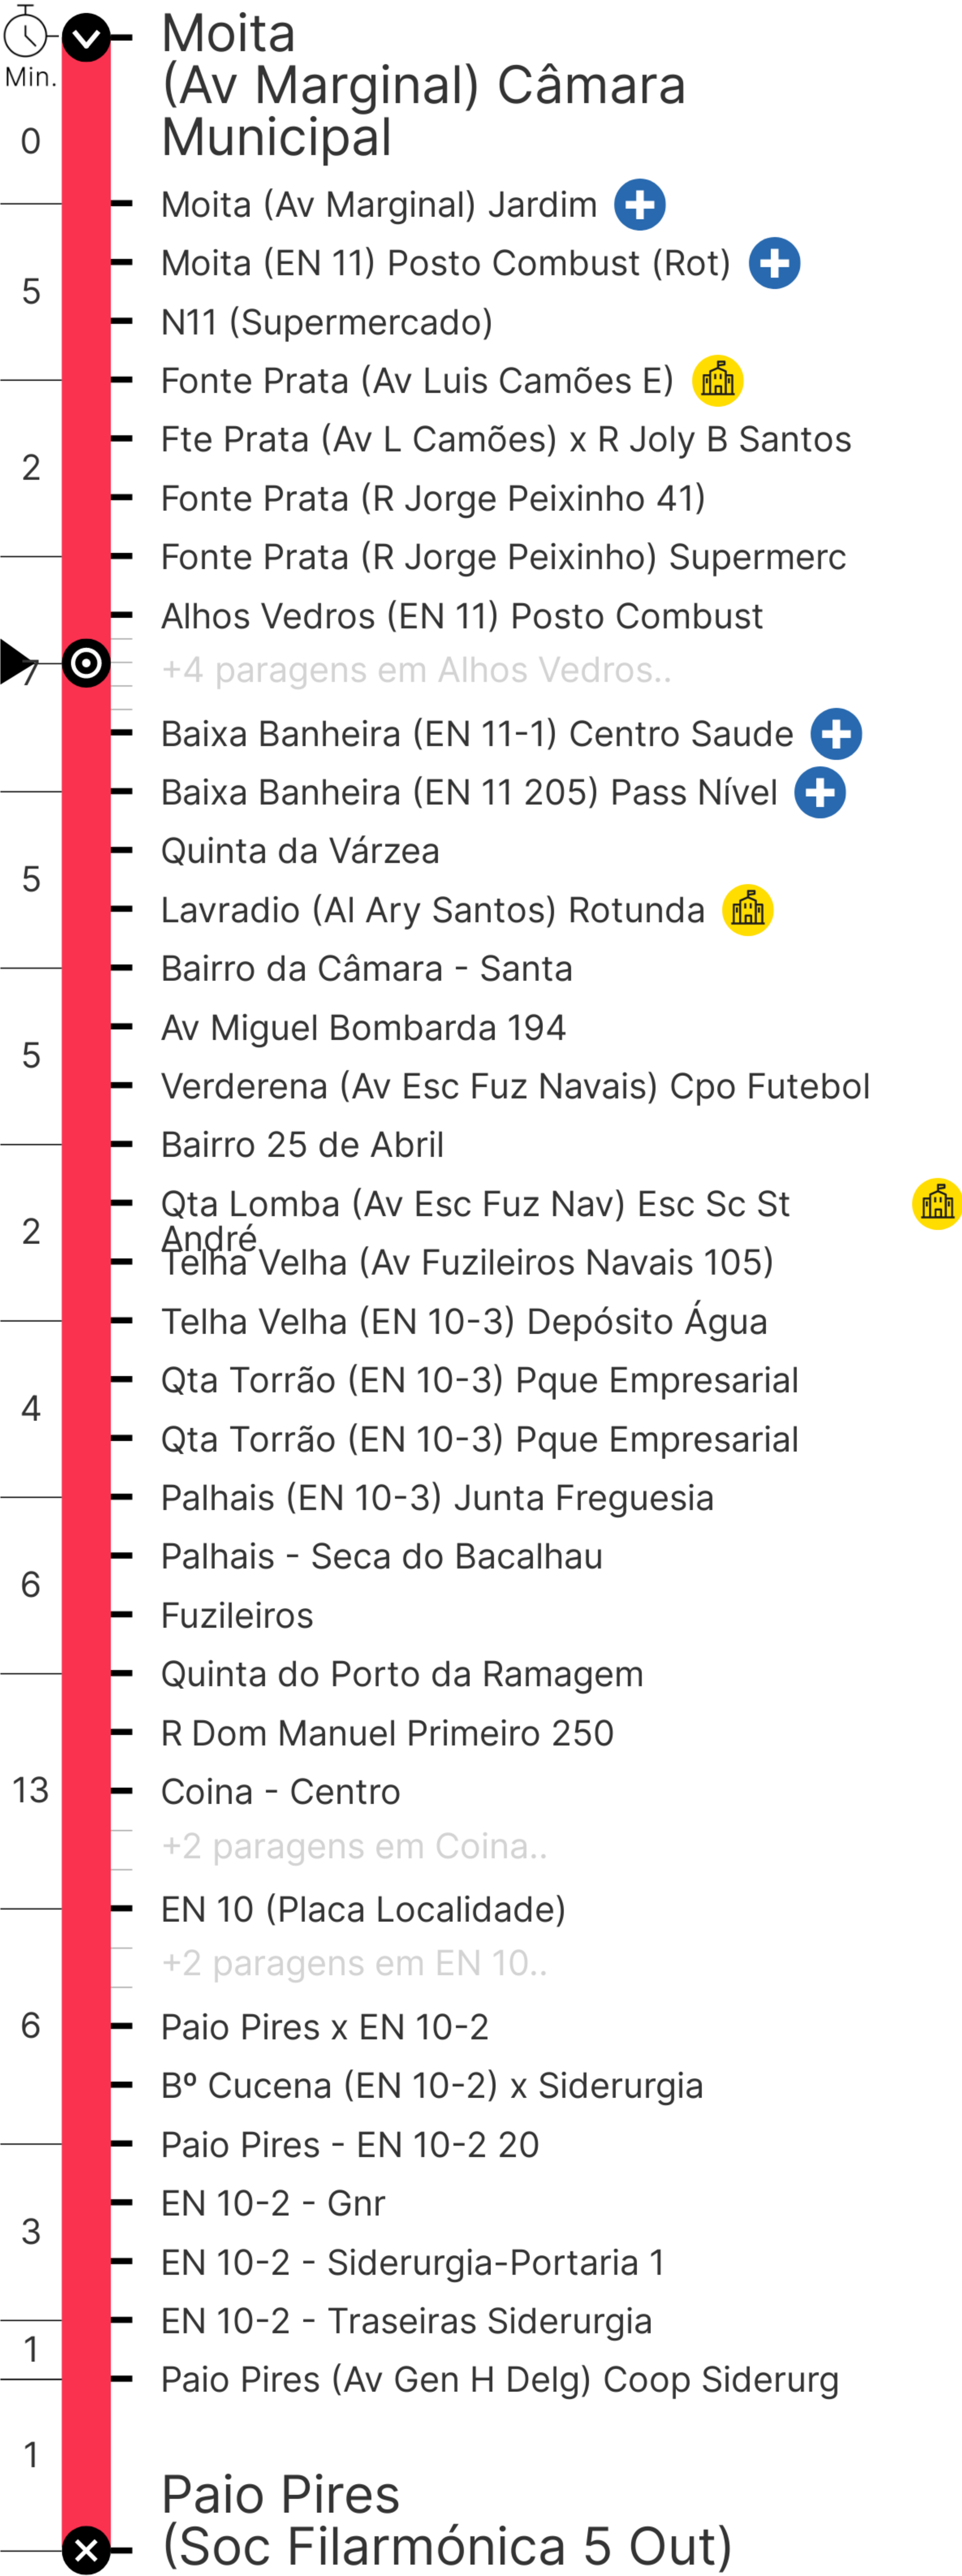 Moita
(Av Marginal) Câmara
Municipal
Min.
0
Moita (Av Marginal) Jardim
Moita (EN 11) Posto Combust (Rot)
5
N11 (Supermercado)
Fonte Prata (Av Luis Camões E)
Fte Prata (Av L Camões) x R Joly B Santos
2
Fonte Prata (R Jorge Peixinho 41)
Fonte Prata (R Jorge Peixinho) Supermerc
Alhos Vedros (EN 11) Posto Combust
7
+4 paragens em Alhos Vedros..
Baixa Banheira (EN 11-1) Centro Saude
Baixa Banheira (EN 11 205) Pass Nível
Quinta da Várzea
5
Lavradio (Al Ary Santos) Rotunda
Bairro da Câmara - Santa
Av Miguel Bombarda 194
5
Verderena (Av Esc Fuz Navais) Cpo Futebol
Bairro 25 de Abril
Qta Lomba (Av Esc Fuz Nav) Esc Sc St
André
2
Telha Velha (Av Fuzileiros Navais 105)
Telha Velha (EN 10-3) Depósito Água
Qta Torrão (EN 10-3) Pque Empresarial
4
Qta Torrão (EN 10-3) Pque Empresarial
Palhais (EN 10-3) Junta Freguesia
Palhais - Seca do Bacalhau
6
Fuzileiros
Quinta do Porto da Ramagem
R Dom Manuel Primeiro 250
13
Coina - Centro
+2 paragens em Coina..
EN 10 (Placa Localidade)
+2 paragens em EN 10..
6
Paio Pires x EN 10-2
Bº Cucena (EN 10-2) x Siderurgia
Paio Pires - EN 10-2 20
EN 10-2 - Gnr
3
EN 10-2 - Siderurgia-Portaria 1
EN 10-2 - Traseiras Siderurgia
1
Paio Pires (Av Gen H Delg) Coop Siderurg
1
Paio Pires
(Soc Filarmónica 5 Out)